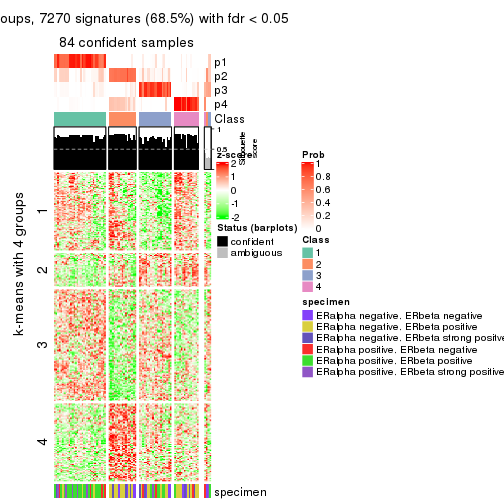 oups, 7270 signatures (68.5%) with fdr < 0.05
84 confident samples
p1
p2
p3
p4
Class
1
0.5
0
Silhouette
score
z-score
2
1
0
-1
-2
Status (barplots)
confident
ambiguous
Prob
1
0.8
0.6
0.4
0.2
0
Class
1
2
3
4
specimen
ERalpha negative. ERbeta negative
ERalpha negative. ERbeta positive
ERalpha negative. ERbeta strong positive
ERalpha positive. ERbeta negative
ERalpha positive. ERbeta positive
ERalpha positive. ERbeta strong positive
k-means with 4 groups
1
2
3
4
specimen